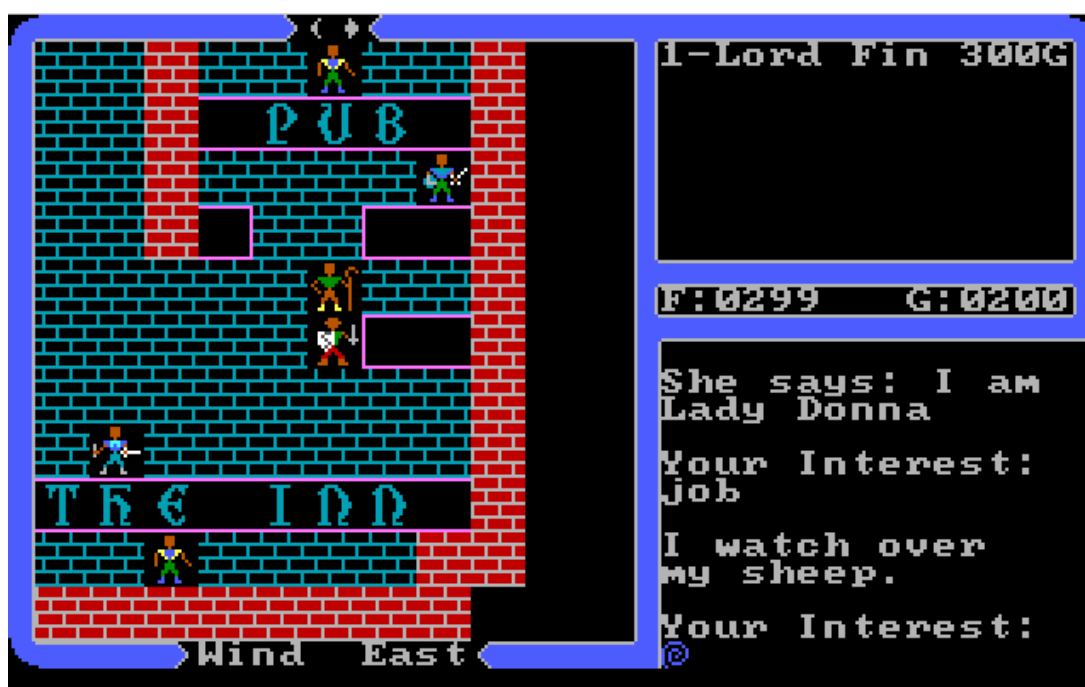 PUB
THE INN
Wind East
1-Lord Fin 300G
F:0299 G:0200
She says: I am
Lady Donna
Your Interest:
job
I watch over
my sheep.
Your Interest: